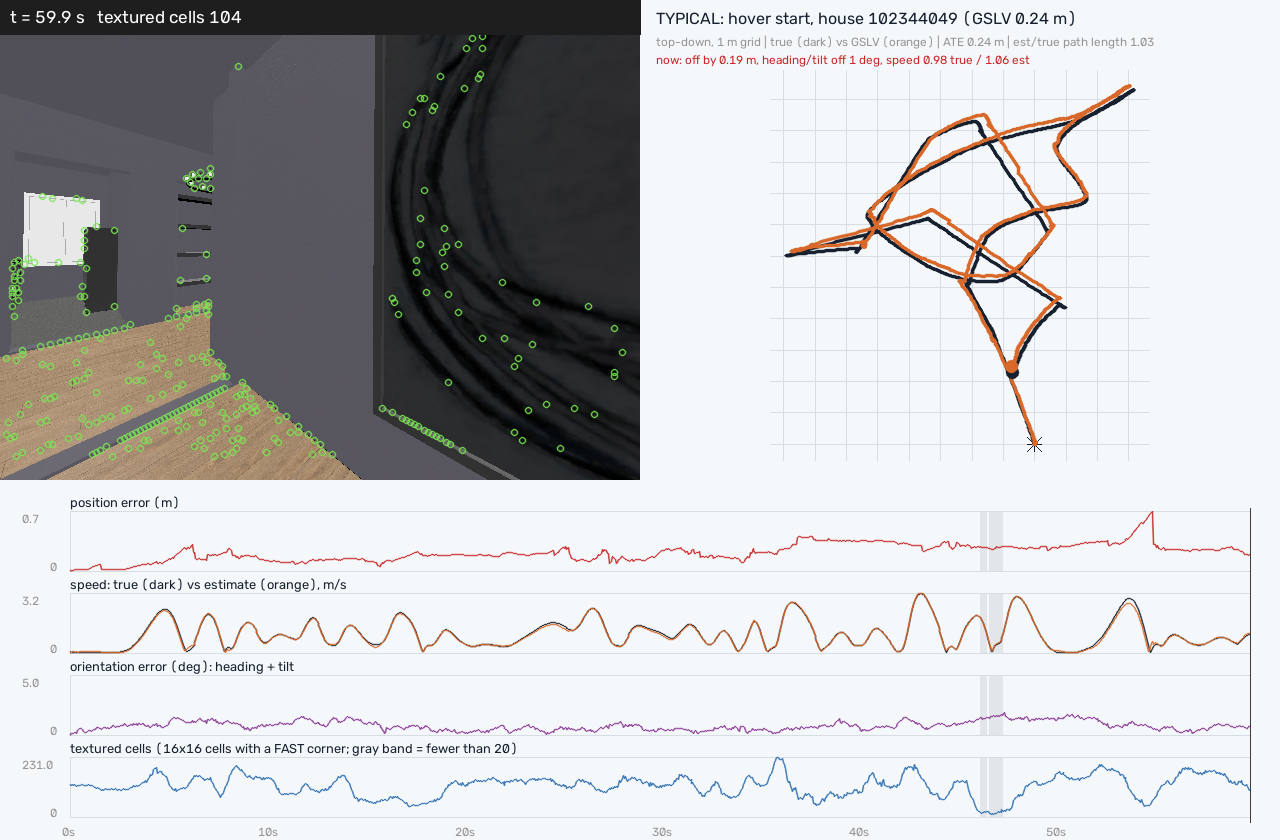 t = 59.9 s   textured cells 104
TYPICAL: hover start, house 102344049 (GSLV 0.24 m)
top-down, 1 m grid | true (dark) vs GSLV (orange) | ATE 0.24 m | est/true path length 1.03
now: off by 0.19 m, heading/tilt off 1 deg, speed 0.98 true / 1.06 est
position error (m)
0.7
0
speed: true (dark) vs estimate (orange), m/s
3.2
0
orientation error (deg): heading + tilt
5.0
0
textured cells (16x16 cells with a FAST corner; gray band = fewer than 20)
231.0
0
0s 10s 20s 30s 40s 50s